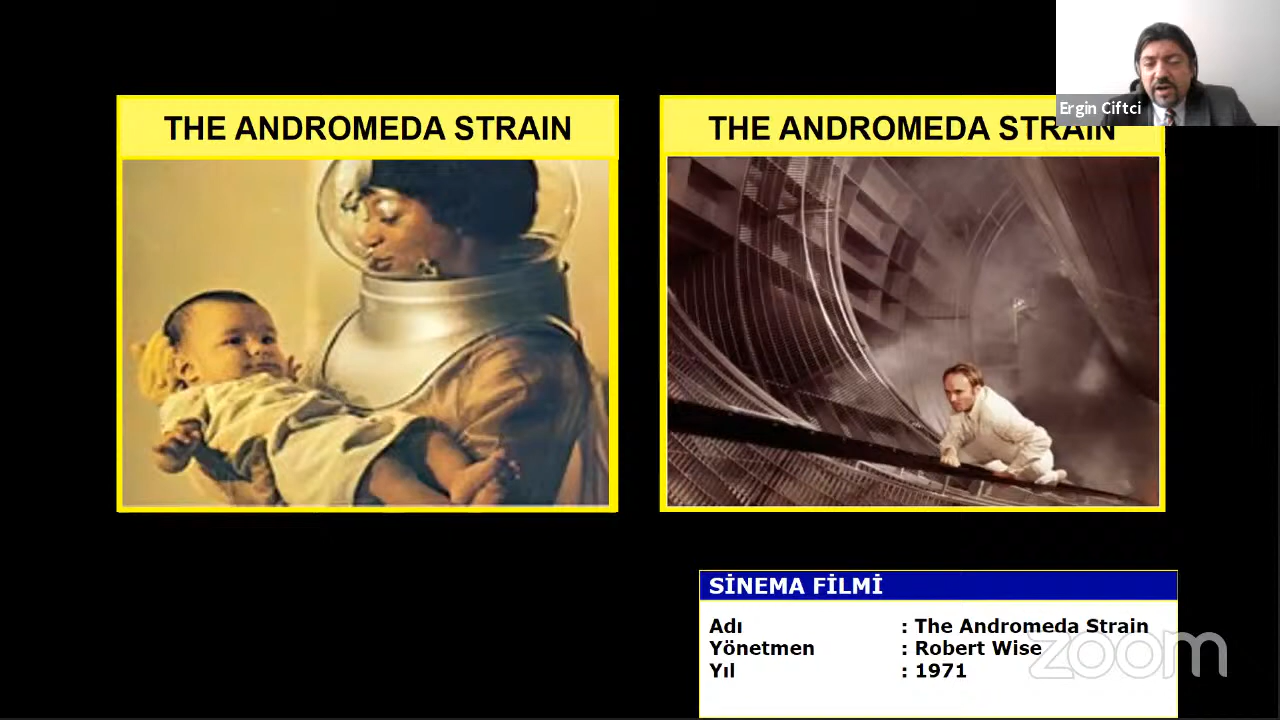 THE ANDROMEDA STRAIN
THE ANDROMEDA STRAIN
Ergin Ciftci
SİNEMA FİLMİ
Adı : The Andromeda Strain
Yönetmen : Robert Wise
Yıl : 1971
zoom